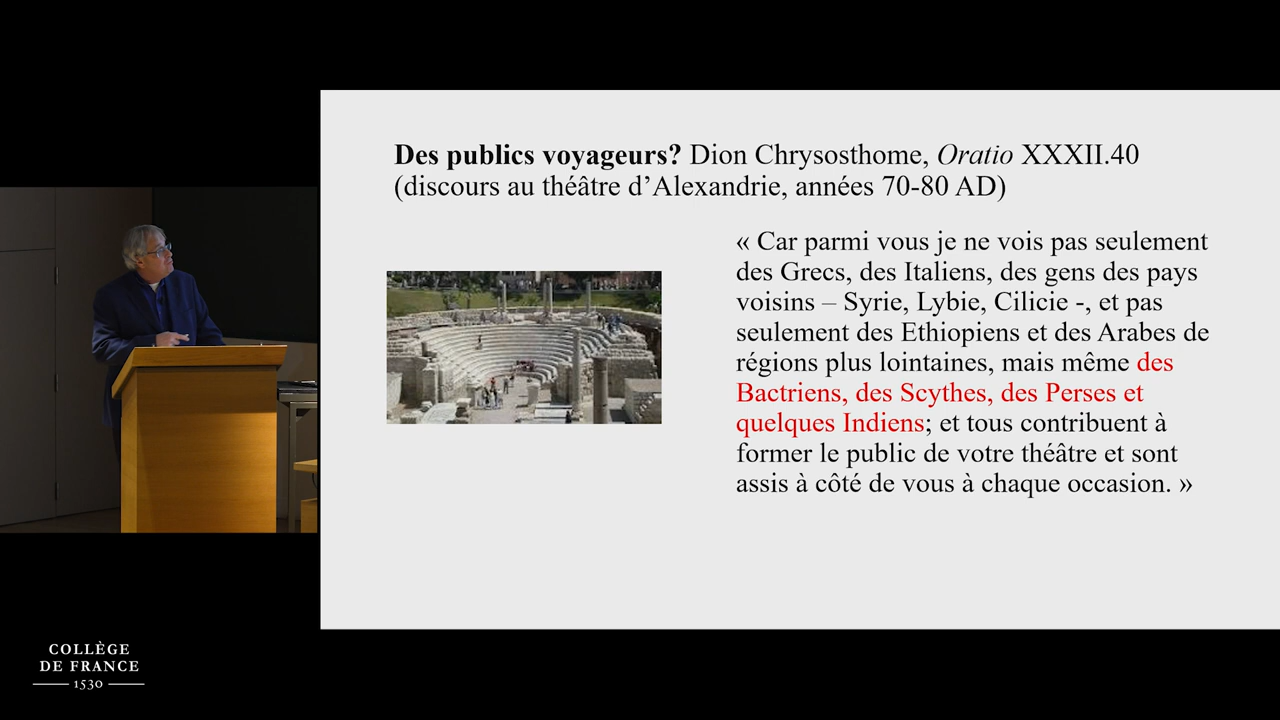 Des publics voyageurs? Dion Chrysosthome, Oratio XXXII.40
(discours au théâtre d’Alexandrie, années 70-80 AD)
« Car parmi vous je ne vois pas seulement
des Grecs, des Italiens, des gens des pays
voisins – Syrie, Lybie, Cilicie -, et pas
seulement des Ethiopiens et des Arabes de
régions plus lointaines, mais même des
Bactriens, des Scythes, des Perses et
quelques Indiens; et tous contribuent à
former le public de votre théâtre et sont
assis à côté de vous à chaque occasion. »
COLLÈGE
DE FRANCE
1530